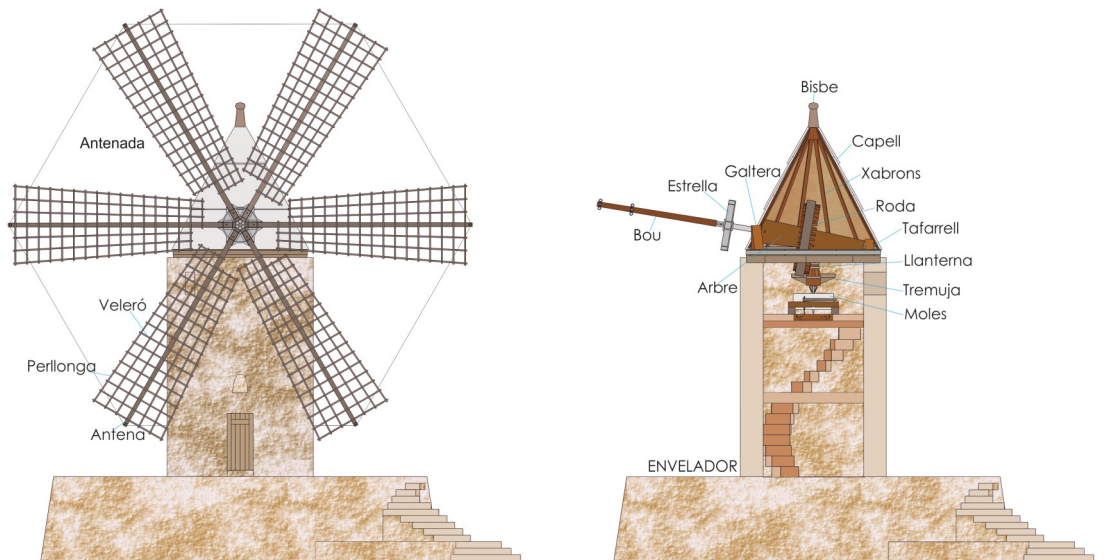 Antenada
Veleró
Perllonga
Antena
Bisbe
Capell
Galtera
Xabrons
Estrella
Roda
Bou
Tafarrell
Llanterna
Arbre
Tremuja
Moles
ENVELADOR